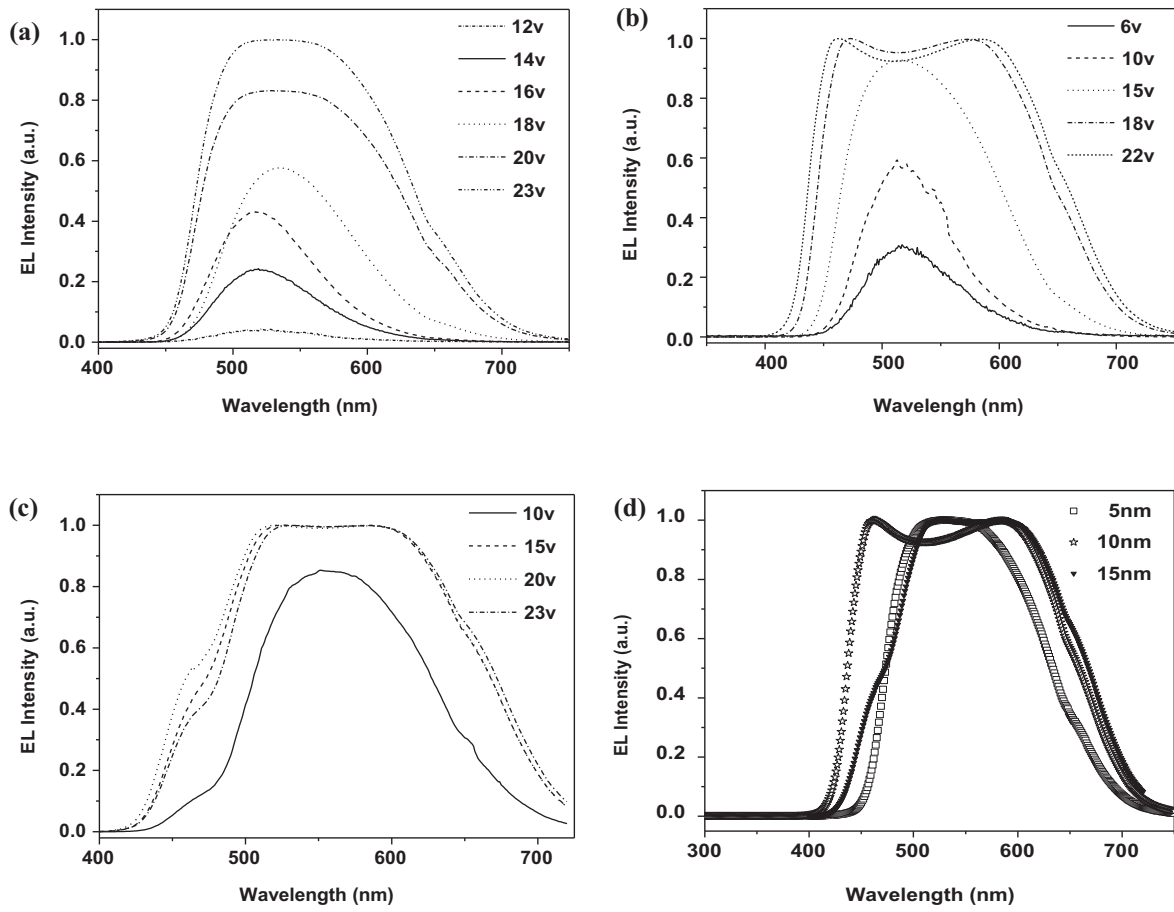 (a)
12v
14v
16v
18v
20v
23v
1.0
0.8
0.6
0.4
0.2
0.0
EL Intensity (a.u.)
400
500
600
700
Wavelength (nm)
(b)
6v
10v
15v
18v
22v
1.0
0.8
0.6
0.4
0.2
0.0
EL Intensity (a.u.)
400
500
600
700
Wavelengh (nm)
(c)
10v
15v
20v
23v
1.0
0.8
0.6
0.4
0.2
0.0
EL Intensity (a.u.)
400
500
600
700
Wavelength (nm)
(d)
5nm
10nm
15nm
1.0
0.8
0.6
0.4
0.2
0.0
EL Intensity (a.u.)
300
400
500
600
700
Wavelength (nm)